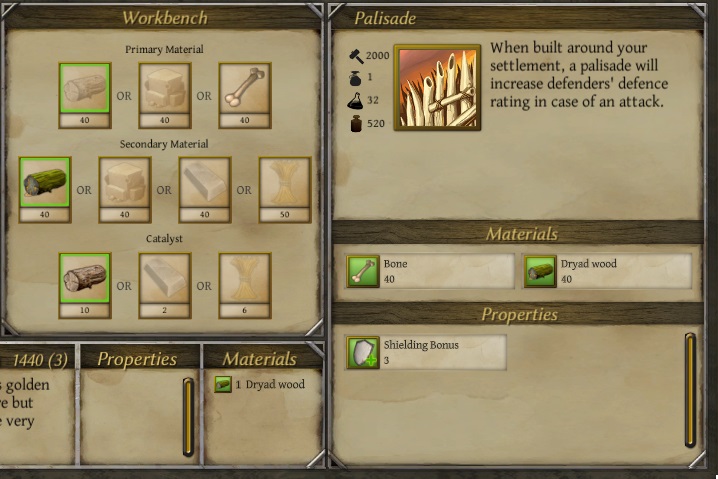 Workbench
Primary Material
OR OR
40 40 40
Secondary Material
OR OR OR
40 40 40 50
Catalyst
OR OR
10 2 6
1440 (3)
s golden
e but
e very
Properties
Materials
1 Dryad wood
Palisade
2000
1
32
520
When built around your
settlement, a palisade will
increase defenders' defence
rating in case of an attack.
Materials
Bone
40
Dryad wood
40
Properties
Shielding Bonus
3